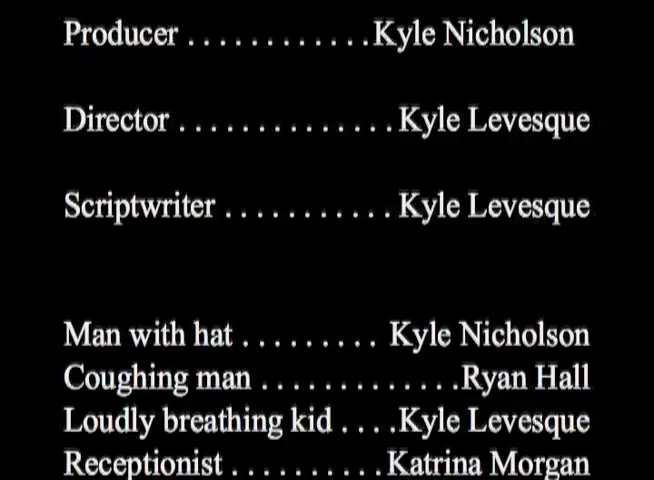 Producer . . . . . . . . . . . . Kyle Nicholson
Director . . . . . . . . . . . . . . Kyle Levesque
Scriptwriter . . . . . . . . . . . Kyle Levesque
Man with hat . . . . . . . . . Kyle Nicholson
Coughing man . . . . . . . . . . . . . Ryan Hall
Loudly breathing kid . . . . Kyle Levesque
Receptionist . . . . . . . . . . Katrina Morgan